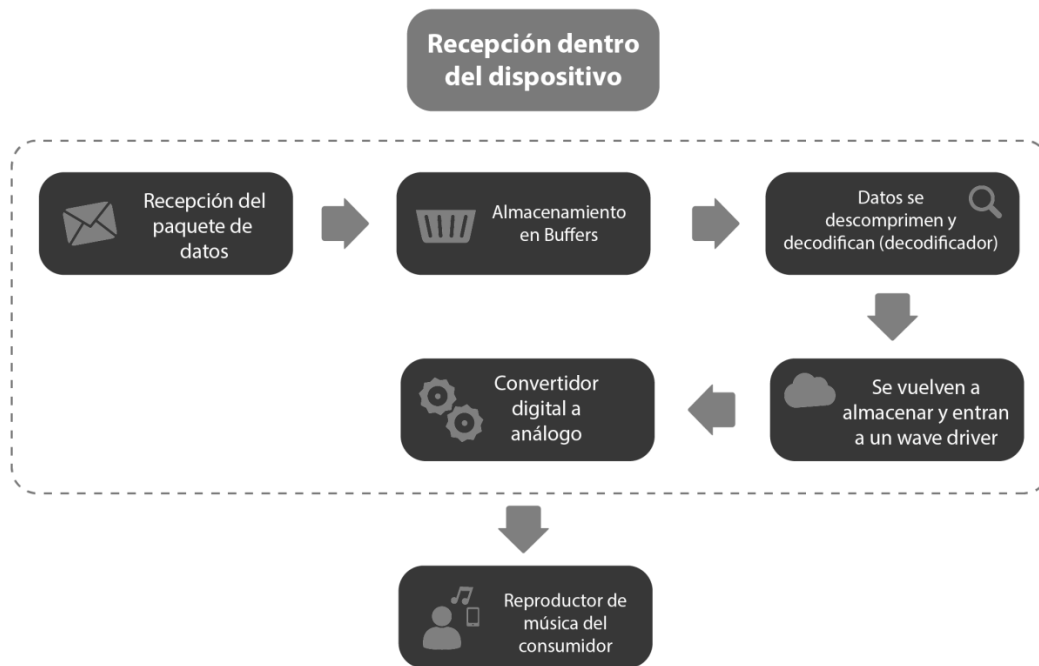 Recepción dentro
del dispositivo
Recepción del
paquete de
datos
Almacenamiento
en Buffers
Datos se
descomprimen y
decodifican (decodificador)
Se vuelven a
almacenar y entran
a un wave driver
Convertidor
digital a
análogo
Reproductor de
música del
consumidor